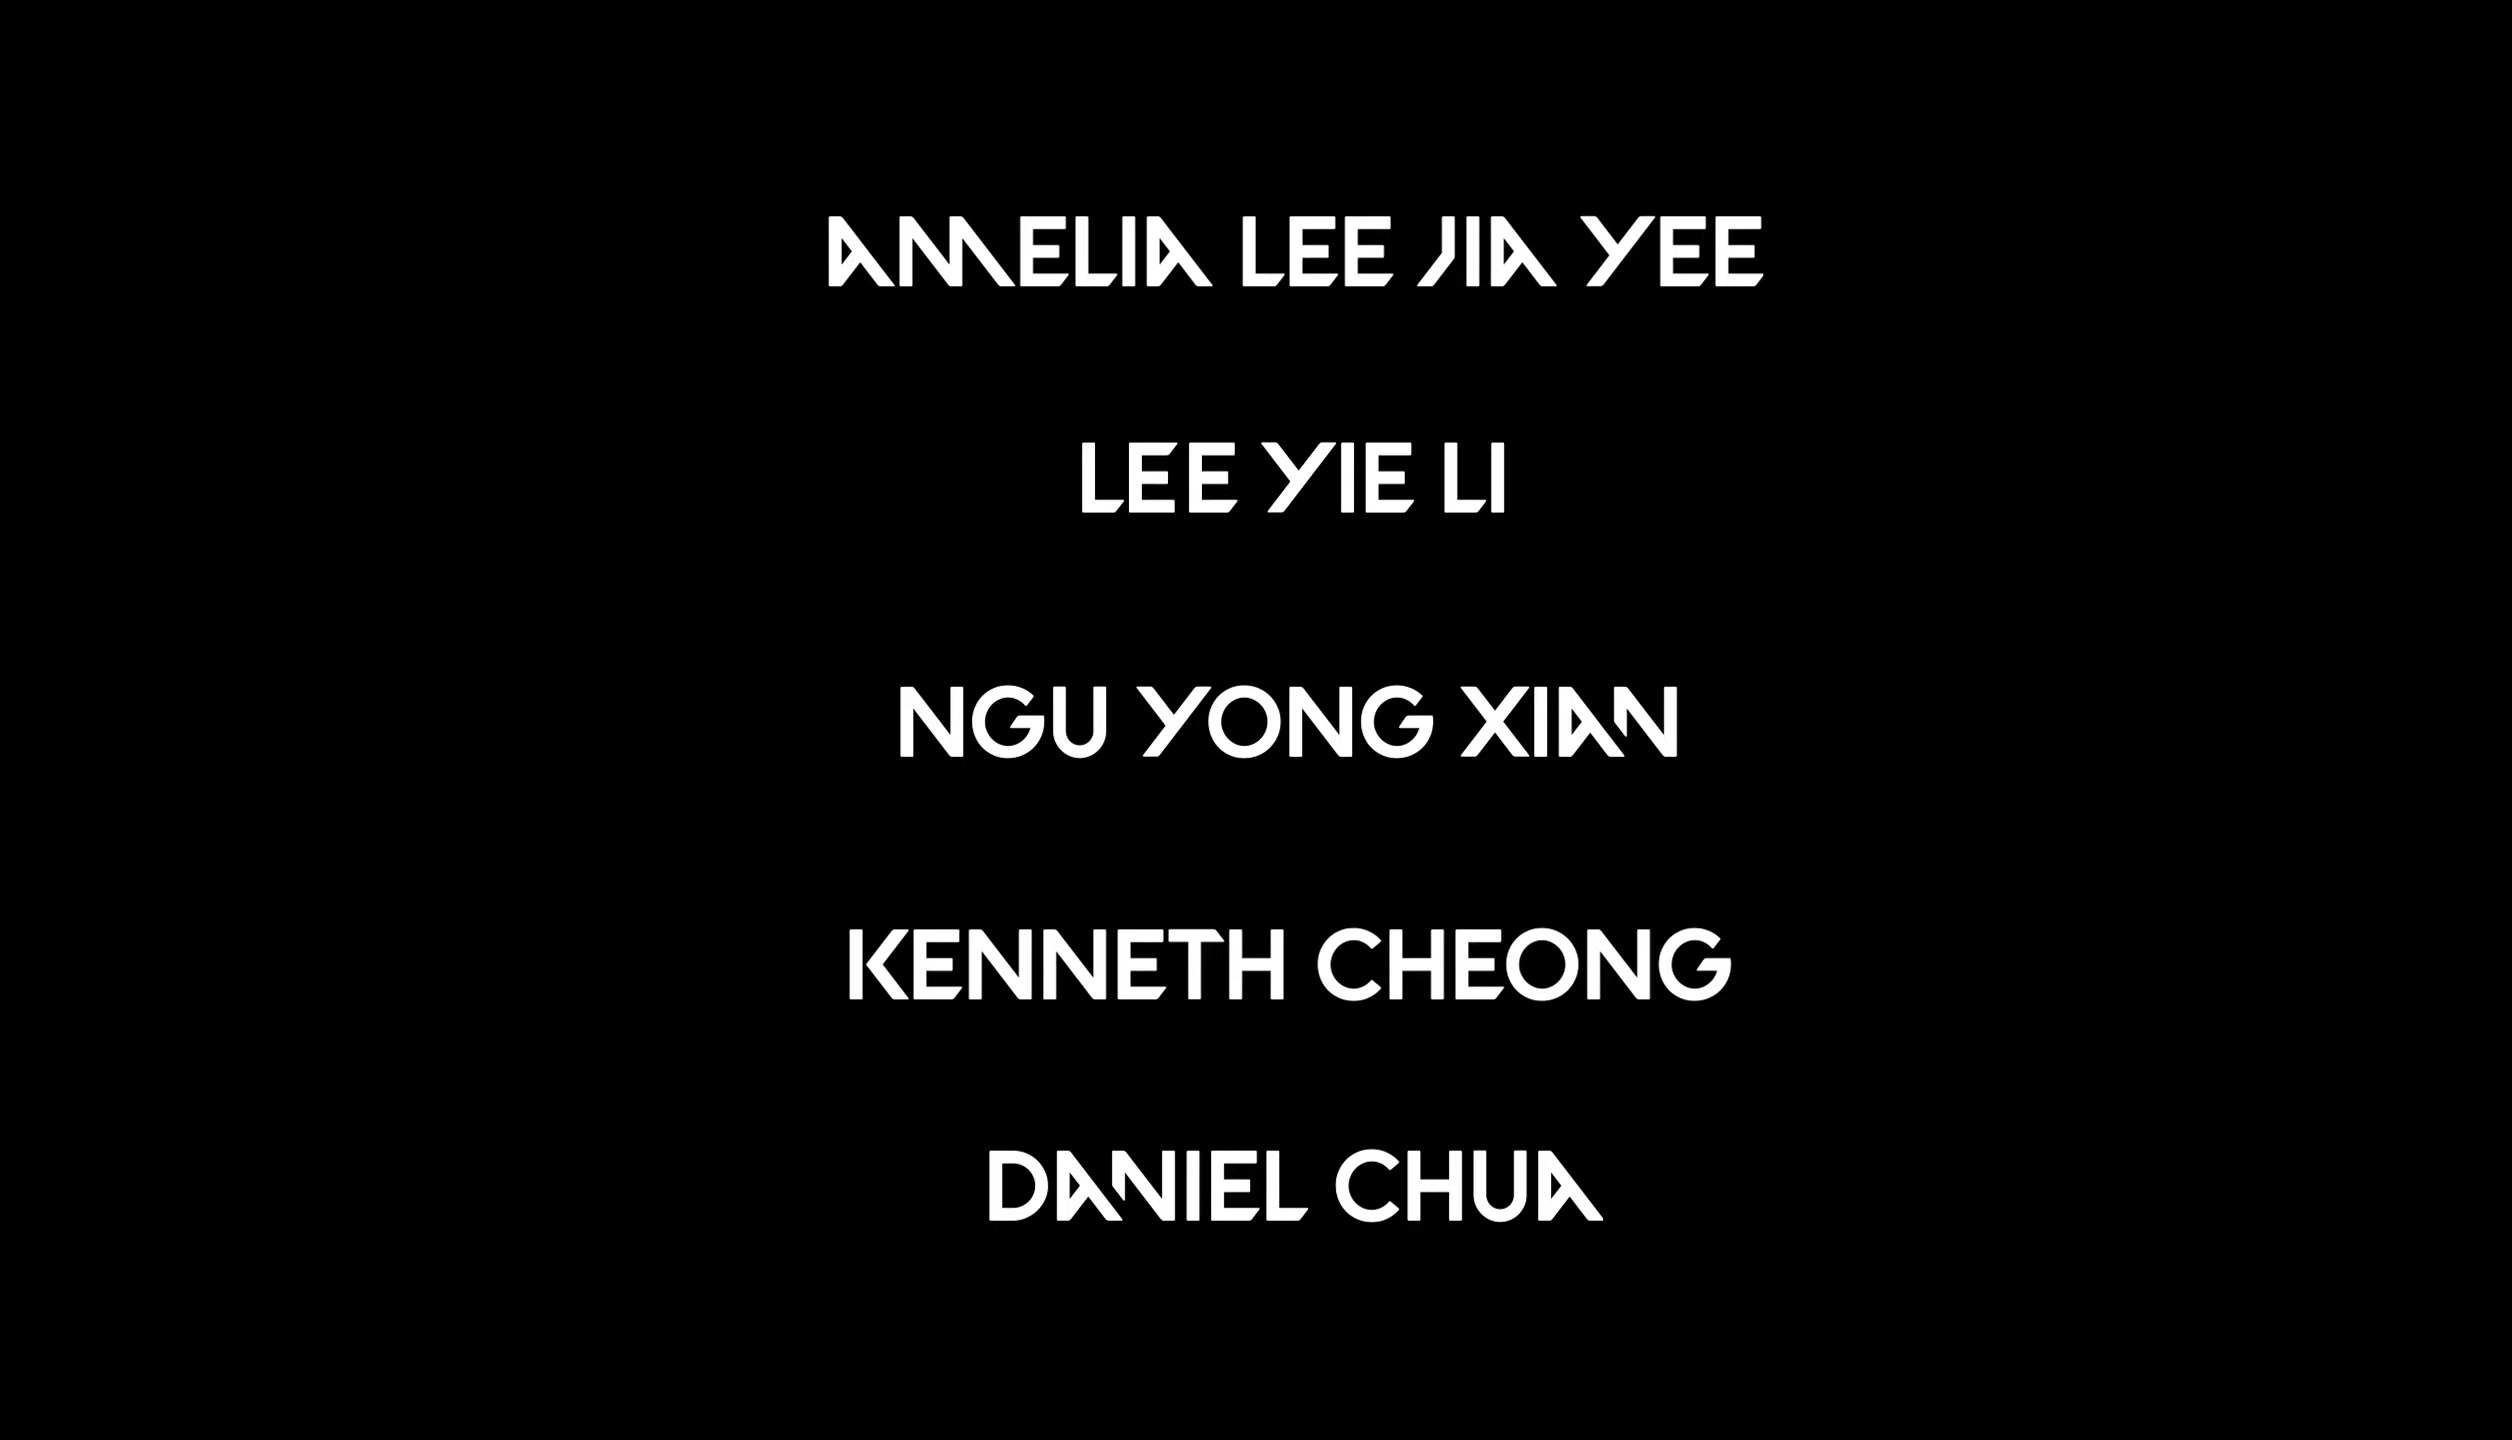 AMELIA LEE JIA YEE
LEE YIE LI
NGU YONG XIAN
KENNETH CHEONG
DANIEL CHUA